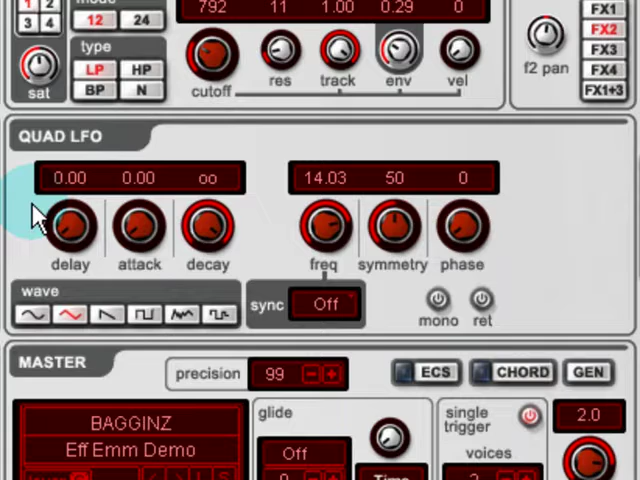 1 2
3 4
mode
12 24
792 11 1.00 0.29 0
type
LP HP
BP N
sat
cutoff res track env vel
f2 pan
FX1
FX2
FX3
FX4
FX1+3
QUAD LFO
0.00 0.00 oo
14.03 50 0
delay attack decay
freq symmetry phase
wave
sync Off
mono ret
MASTER
precision 99
ECS CHORD GEN
BAGGINZ
Eff Emm Demo
glide
Off
Time
single
trigger
voices
2.0